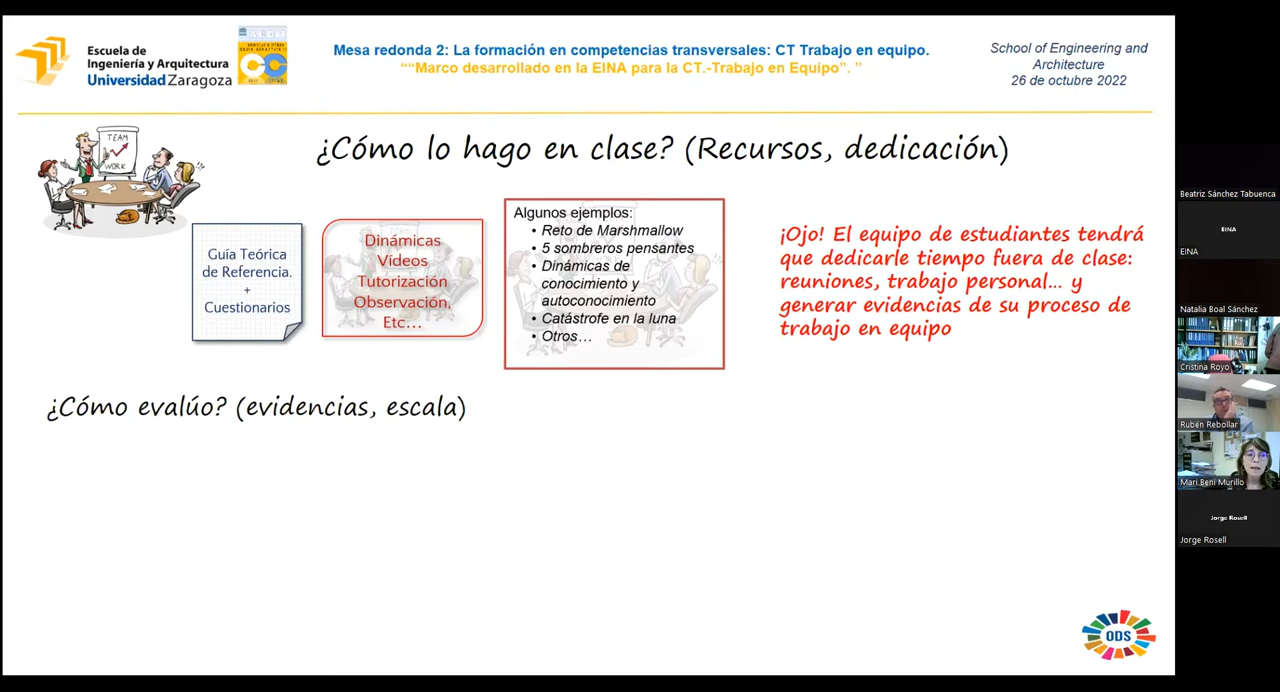 Escuela de
Ingeniería y Arquitectura
Universidad Zaragoza
Mesa redonda 2: La formación en competencias transversales: CT Trabajo en equipo.
““Marco desarrollado en la EINA para la CT.-Trabajo en Equipo”. ”
School of Engineering and
Architecture
26 de octubre 2022
TEAM
WORK
¿Cómo lo hago en clase? (Recursos, dedicación)
Guía Teórica
de Referencia.
+
Cuestionarios
Dinámicas
Vídeos
Tutorización
Observación,
Etc…
Algunos ejemplos:
• Reto de Marshmallow
• 5 sombreros pensantes
• Dinámicas de
conocimiento y
autoconocimiento
• Catástrofe en la luna
• Otros…
¡Ojo! El equipo de estudiantes tendrá
que dedicarle tiempo fuera de clase:
reuniones, trabajo personal… y
generar evidencias de su proceso de
trabajo en equipo
¿Cómo evalúo? (evidencias, escala)
ODS
Beatriz Sánchez Tabuenca
EINA
EINA
Natalia Boal Sánchez
Cristina Royo
Rubén Rebollar
Mari.Beni Murillo
Jorge Rosell
Jorge Rosell